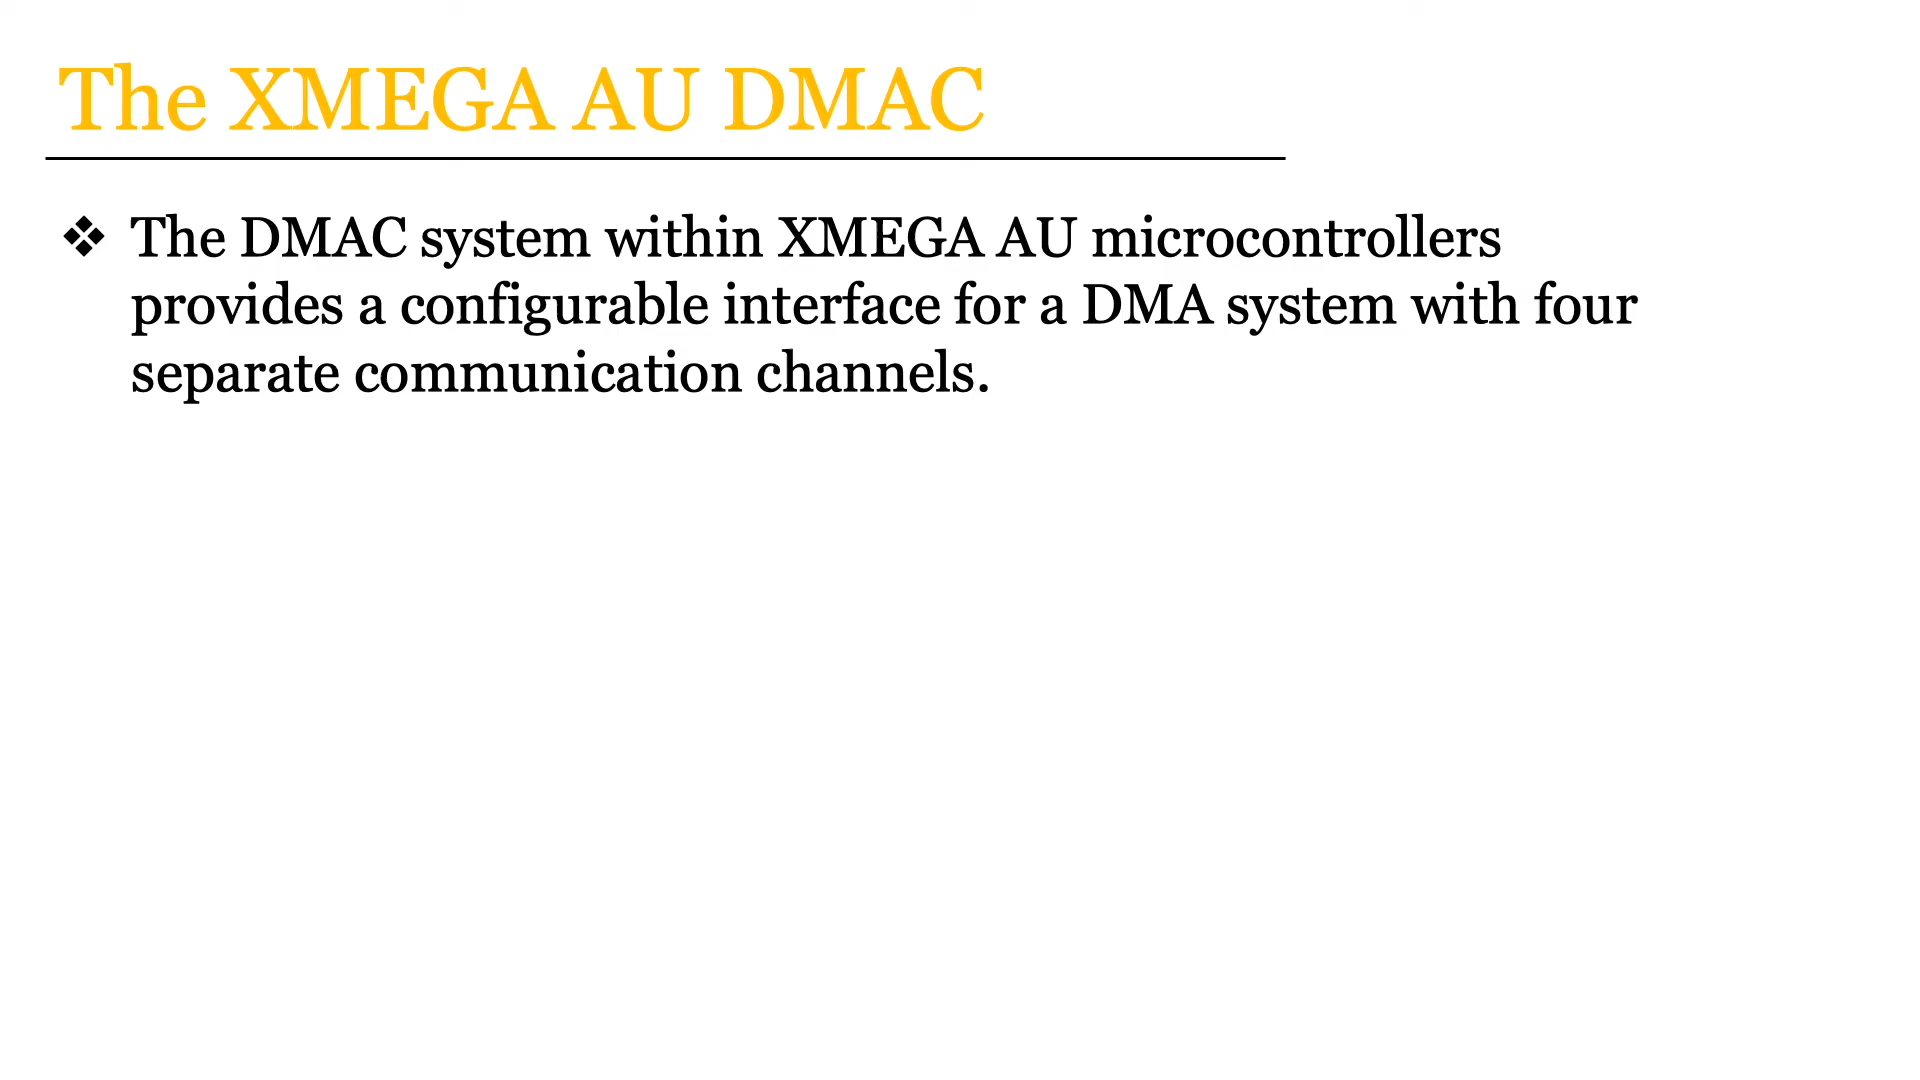 The XMEGA AU DMAC
❖ The DMAC system within XMEGA AU microcontrollers
provides a configurable interface for a DMA system with four
separate communication channels.